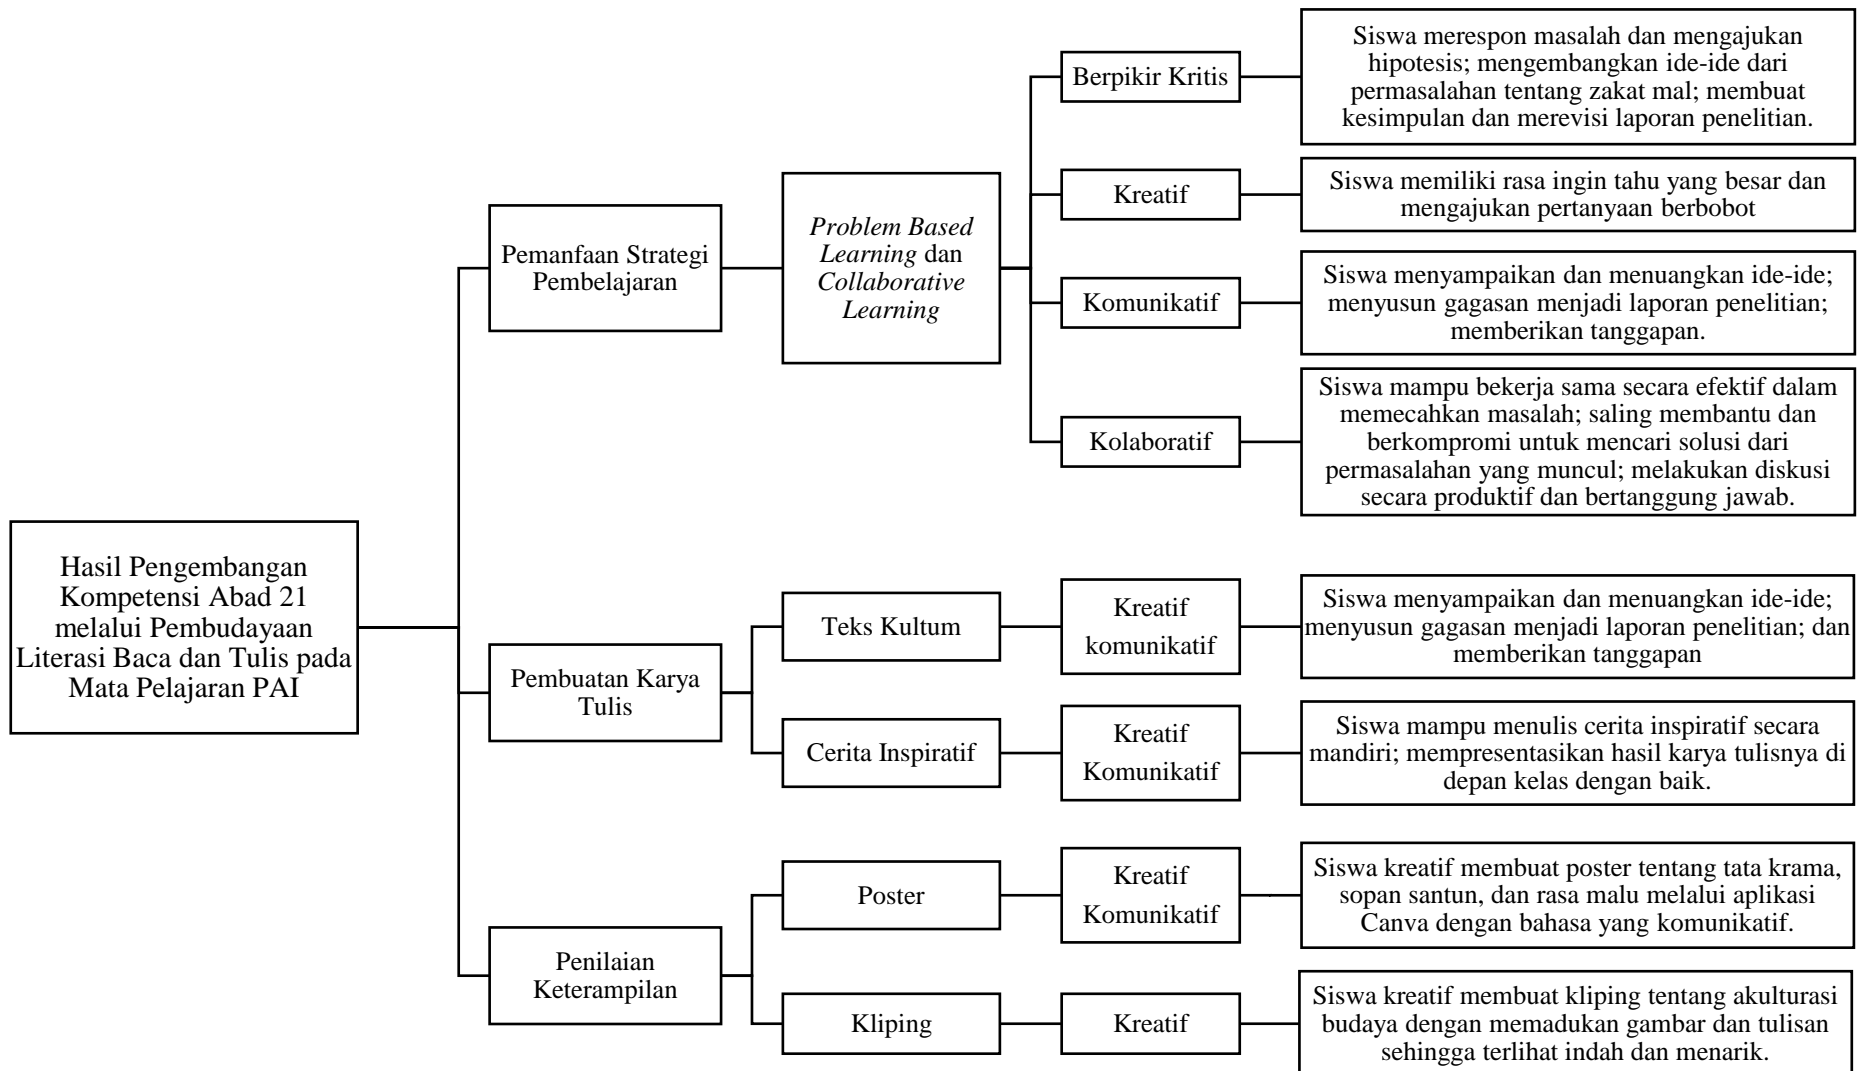 Hasil Pengembangan
Kompetensi Abad 21
melalui Pembudayaan
Literasi Baca dan Tulis pada
Mata Pelajaran PAI
Pemanfaan Strategi
Pembelajaran
Problem Based
Learning dan
Collaborative
Learning
Berpikir Kritis
Siswa merespon masalah dan mengajukan
hipotesis; mengembangkan ide-ide dari
permasalahan tentang zakat mal; membuat
kesimpulan dan merevisi laporan penelitian.
Kreatif
Siswa memiliki rasa ingin tahu yang besar dan
mengajukan pertanyaan berbobot
Komunikatif
Siswa menyampaikan dan menuangkan ide-ide;
menyusun gagasan menjadi laporan penelitian;
memberikan tanggapan.
Kolaboratif
Siswa mampu bekerja sama secara efektif dalam
memecahkan masalah; saling membantu dan
berkompromi untuk mencari solusi dari
permasalahan yang muncul; melakukan diskusi
secara produktif dan bertanggung jawab.
Pembuatan Karya
Tulis
Teks Kultum
Kreatif
komunikatif
Siswa menyampaikan dan menuangkan ide-ide;
menyusun gagasan menjadi laporan penelitian; dan
memberikan tanggapan
Cerita Inspiratif
Kreatif
Komunikatif
Siswa mampu menulis cerita inspiratif secara
mandiri; mempresentasikan hasil karya tulisnya di
depan kelas dengan baik.
Penilaian
Keterampilan
Poster
Kreatif
Komunikatif
Siswa kreatif membuat poster tentang tata krama,
sopan santun, dan rasa malu melalui aplikasi
Canva dengan bahasa yang komunikatif.
Kliping
Kreatif
Siswa kreatif membuat kliping tentang akulturasi
budaya dengan memadukan gambar dan tulisan
sehingga terlihat indah dan menarik.